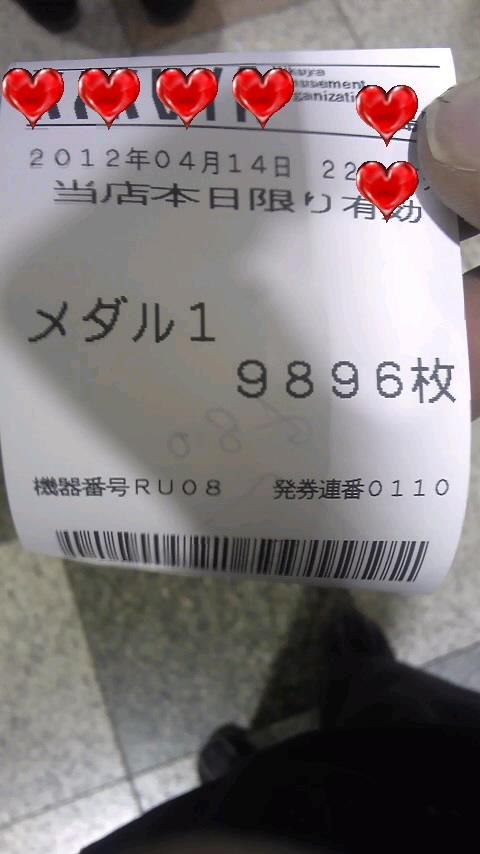 ２０１２年０４月１４日　２２
当店本日限り有効
メダル１
９８９６枚
機器番号ＲＵ０８　発券連番０１１０